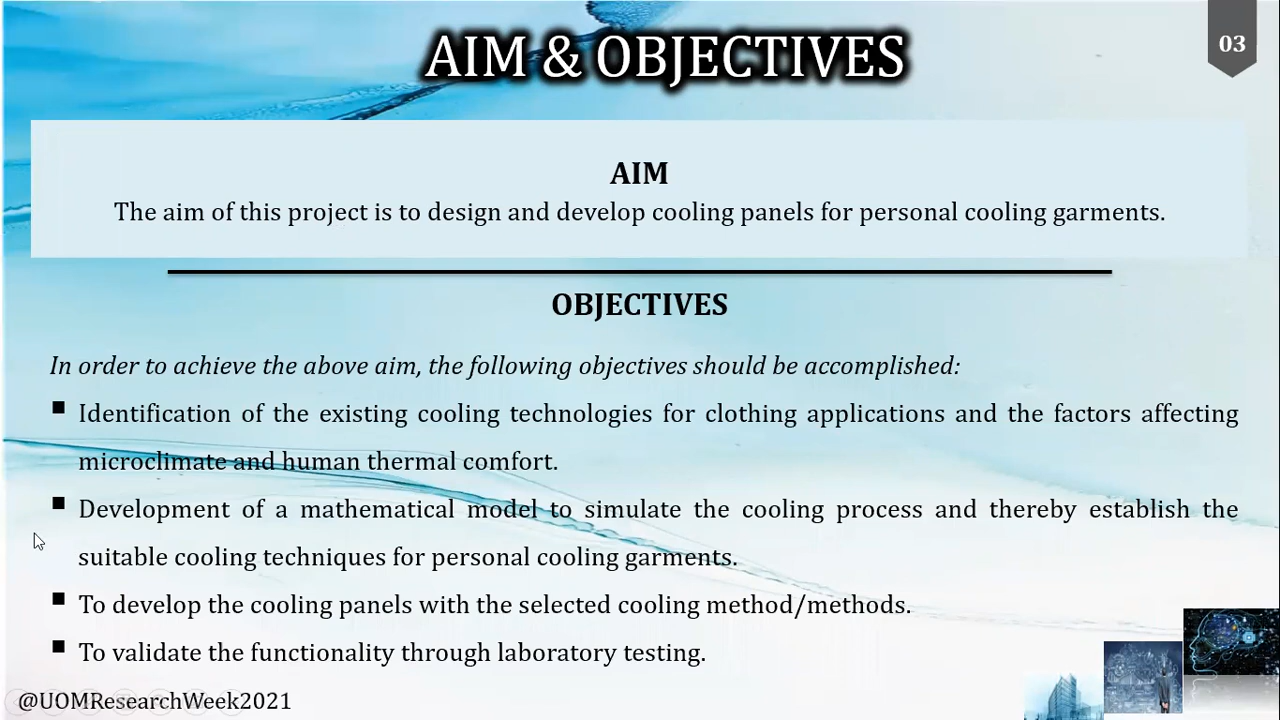 AIM & OBJECTIVES
03
AIM
The aim of this project is to design and develop cooling panels for personal cooling garments.
OBJECTIVES
In order to achieve the above aim, the following objectives should be accomplished:
▪ Identification of the existing cooling technologies for clothing applications and the factors affecting
microclimate and human thermal comfort.
▪ Development of a mathematical model to simulate the cooling process and thereby establish the
suitable cooling techniques for personal cooling garments.
▪ To develop the cooling panels with the selected cooling method/methods.
▪ To validate the functionality through laboratory testing.
@UOMResearchWeek2021